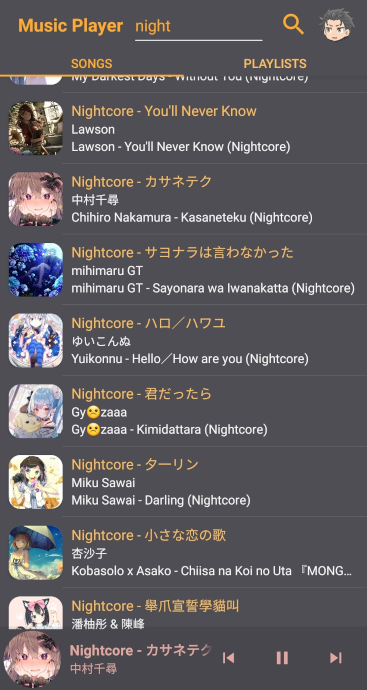 Music Player night
SONGS PLAYLISTS
My Darkest Days - Without You (Nightcore)
Nightcore - You'll Never Know
Lawson
Lawson - You'll Never Know (Nightcore)
Nightcore - カサネテク
中村千尋
Chihiro Nakamura - Kasaneteku (Nightcore)
Nightcore - サヨナラは言わなかった
mihimaru GT
mihimaru GT - Sayonara wa Iwanakatta (Nightcore)
Nightcore - ハロ／ハワユ
ゆいこんぬ
Yuikonnu - Hello／How are you (Nightcore)
Nightcore - 君だったら
Gy😕zaaa
Gy😕zaaa - Kimidattara (Nightcore)
Nightcore - ダーリン
Miku Sawai
Miku Sawai - Darling (Nightcore)
Nightcore - 小さな恋の歌
杏沙子
Kobasolo x Asako - Chiisa na Koi no Uta 『MONG...
Nightcore - 舉爪宣誓學貓叫
潘柚彤 & 陳峰
Nightcore - カサネテク
中村千尋